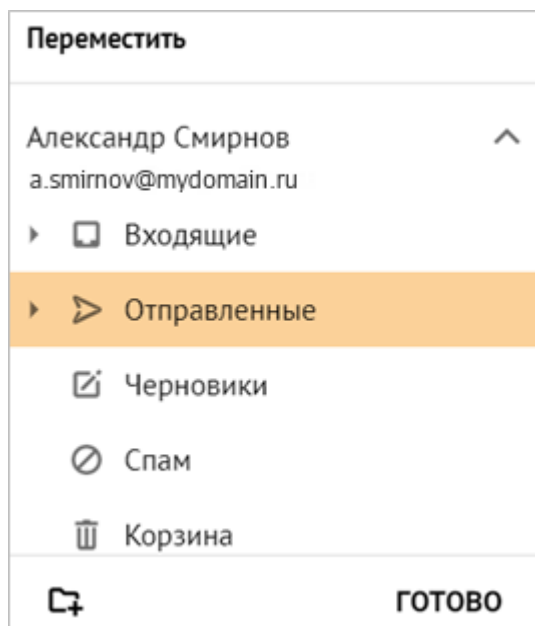 Переместить
Александр Смирнов
a.smirnov@mydomain.ru
Входящие
Отправленные
Черновики
Спам
Корзина
ГОТОВО